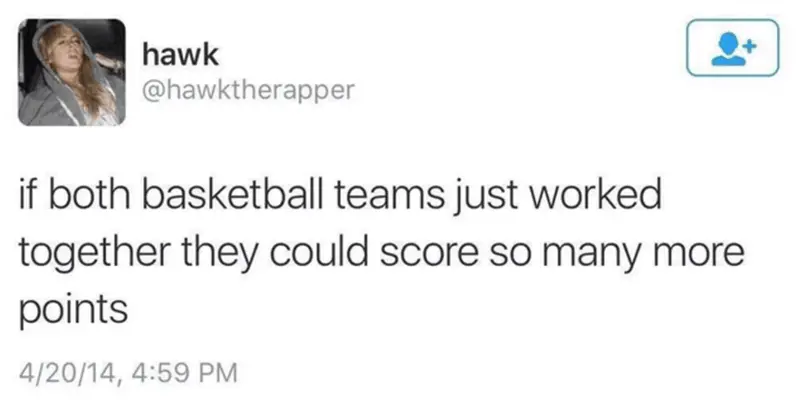 hawk
@hawktherapper
if both basketball teams just worked
together they could score so many more
points
4/20/14, 4:59 PM